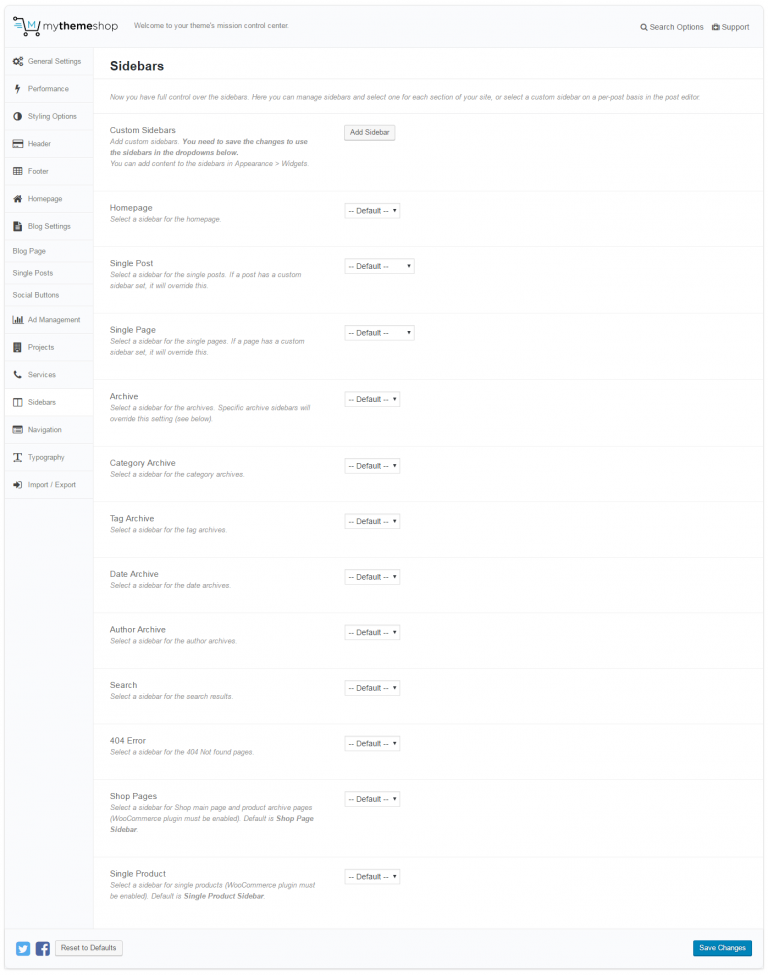 M mythemeshop
Welcome to your theme's mission control center.
Search Options
Support
General Settings
Performance
Styling Options
Header
Footer
Homepage
Blog Settings
Blog Page
Single Posts
Social Buttons
Ad Management
Projects
Services
Sidebars
Navigation
Typography
Import / Export
Sidebars
Now you have full control over the sidebars. Here you can manage sidebars and select one for each section of your site, or select a custom sidebar on a per-post basis in the post editor.
Custom Sidebars
Add custom sidebars. You need to save the changes to use
the sidebars in the dropdowns below.
You can add content to the sidebars in Appearance > Widgets.
Add Sidebar
Homepage
Select a sidebar for the homepage.
-- Default --
Single Post
Select a sidebar for the single posts. If a post has a custom
sidebar set, it will override this.
-- Default --
Single Page
Select a sidebar for the single pages. If a page has a custom
sidebar set, it will override this.
-- Default --
Archive
Select a sidebar for the archives. Specific archive sidebars will
override this setting (see below).
-- Default --
Category Archive
Select a sidebar for the category archives.
-- Default --
Tag Archive
Select a sidebar for the tag archives.
-- Default --
Date Archive
Select a sidebar for the date archives.
-- Default --
Author Archive
Select a sidebar for the author archives.
-- Default --
Search
Select a sidebar for the search results.
-- Default --
404 Error
Select a sidebar for the 404 Not found pages.
-- Default --
Shop Pages
Select a sidebar for Shop main page and product archive pages
(WooCommerce plugin must be enabled). Default is Shop Page
Sidebar.
-- Default --
Single Product
Select a sidebar for single products (WooCommerce plugin must
be enabled). Default is Single Product Sidebar.
-- Default --
Reset to Defaults
Save Changes